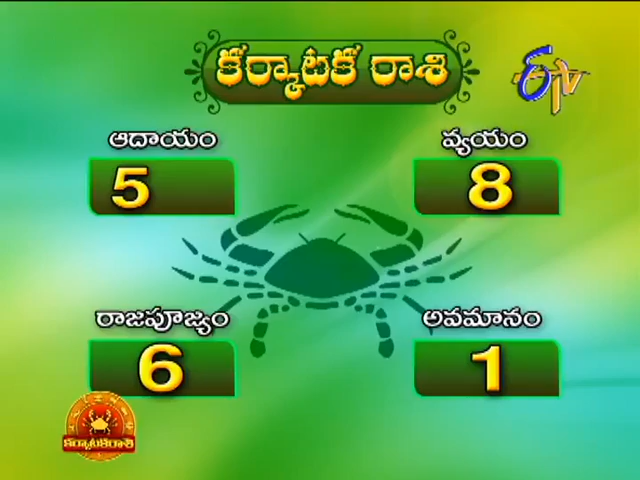 కర్కాటక రాశి
ETV
ఆదాయం
వ్యయం
5
8
రాజపూజ్యం
అవమానం
6
1
కర్కాటకరాశి